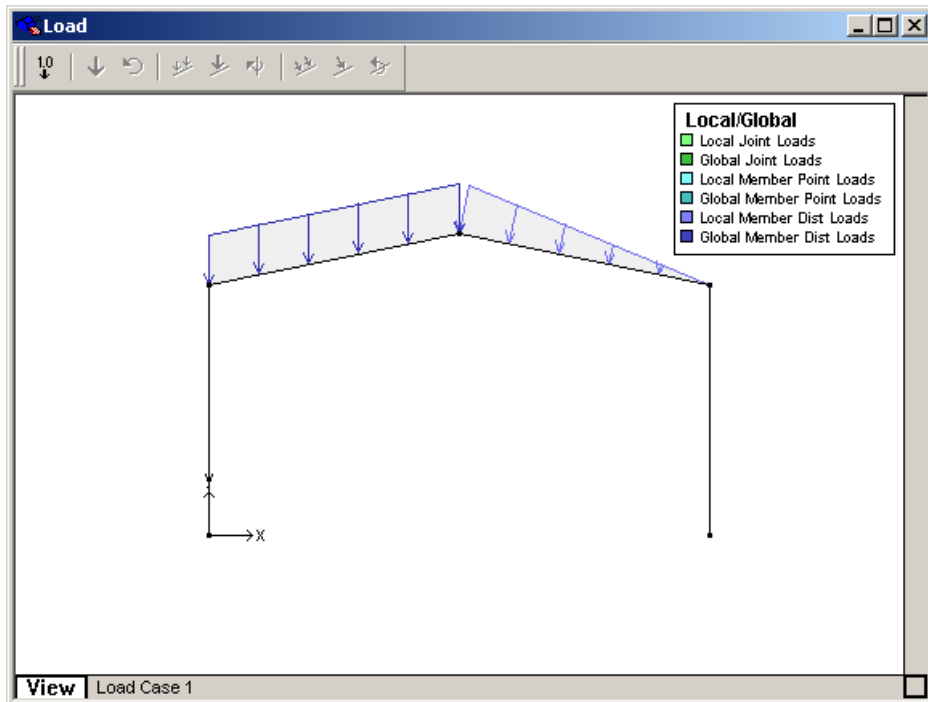 Load
1.0
Local/Global
Local Joint Loads
Global Joint Loads
Local Member Point Loads
Global Member Point Loads
Local Member Dist Loads
Global Member Dist Loads
X
View Load Case 1